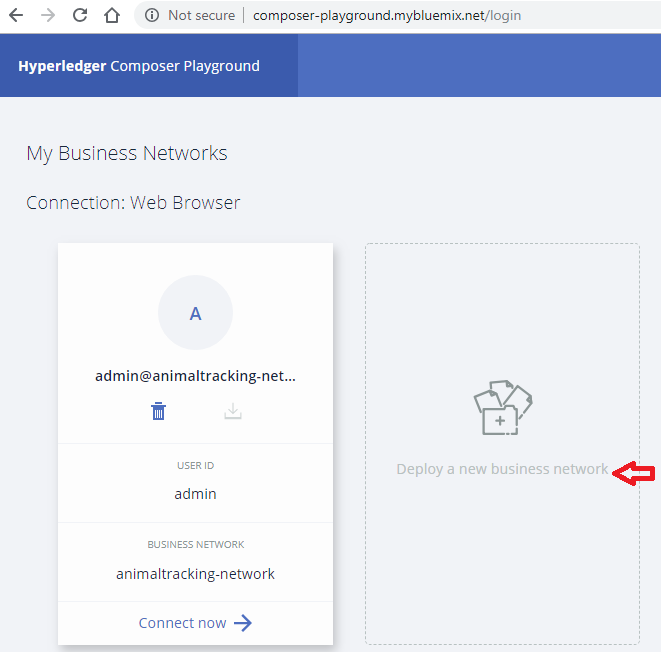 Not secure | composer-playground.mybluemix.net/login
Hyperledger Composer Playground
My Business Networks
Connection: Web Browser
A
admin@animaltracking-net...
USER ID
admin
BUSINESS NETWORK
animaltracking-network
Connect now
Deploy a new business network